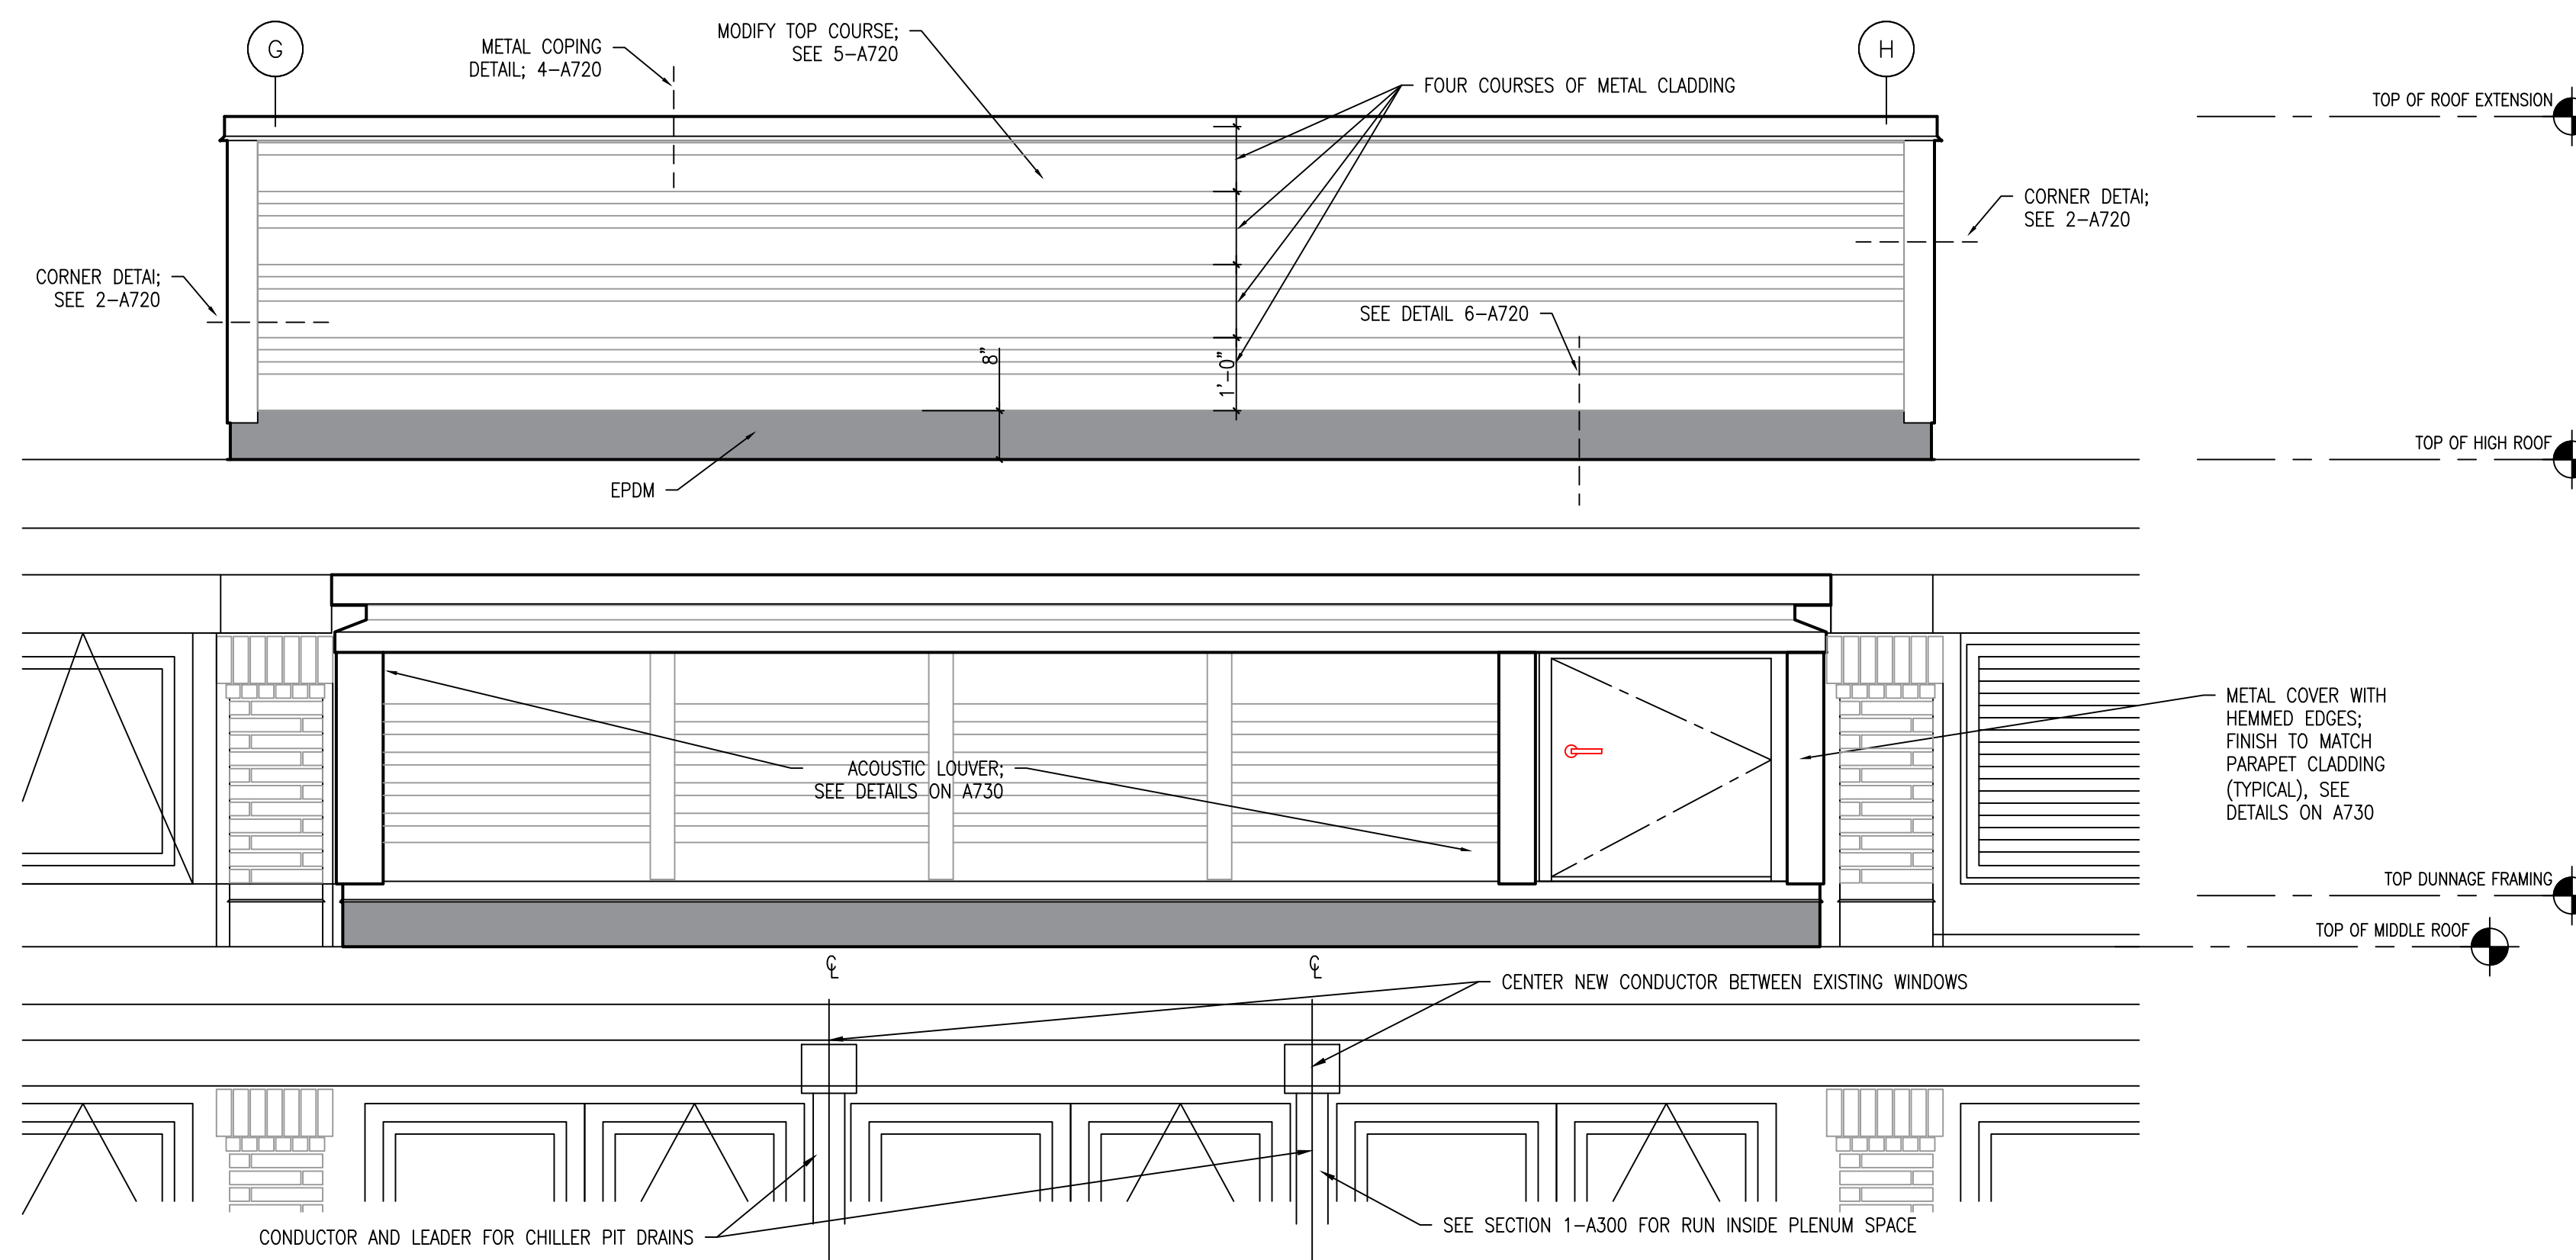 G
METAL COPING
DETAIL; 4-A720
MODIFY TOP COURSE;
SEE 5-A720
FOUR COURSES OF METAL CLADDING
H
TOP OF ROOF EXTENSION
CORNER DETAI;
SEE 2-A720
CORNER DETAI;
SEE 2-A720
SEE DETAIL 6-A720
8"
1'-0"
TOP OF HIGH ROOF
EPDM
ACOUSTIC LOUVER;
SEE DETAILS ON A730
METAL COVER WITH
HEMMED EDGES;
FINISH TO MATCH
PARAPET CLADDING
(TYPICAL), SEE
DETAILS ON A730
TOP DUNNAGE FRAMING
TOP OF MIDDLE ROOF
℄
℄
CENTER NEW CONDUCTOR BETWEEN EXISTING WINDOWS
CONDUCTOR AND LEADER FOR CHILLER PIT DRAINS
SEE SECTION 1-A300 FOR RUN INSIDE PLENUM SPACE